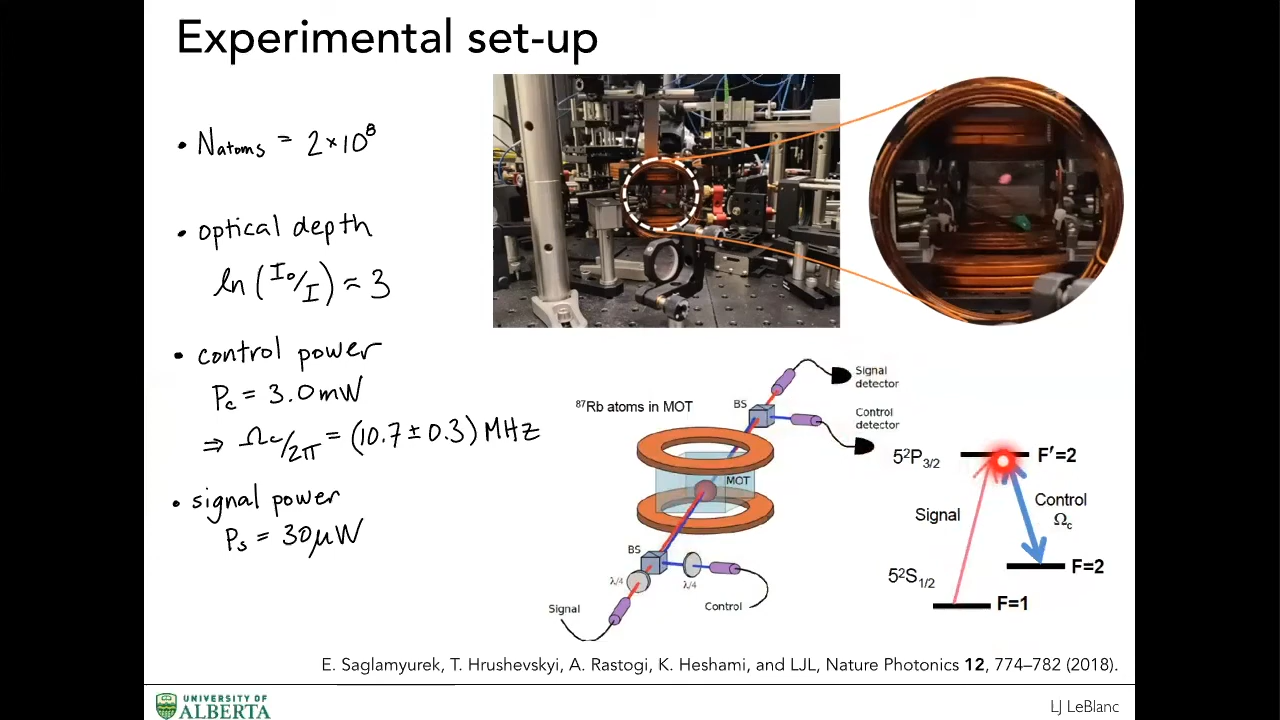 Experimental set-up
• Natoms = 2×10⁸
• optical depth
ln (I₀/I) ≈ 3
• control power
Pc = 3.0mW
⇒ Ωc/2π = (10.7 ± 0.3) MHz
• signal power
Ps = 30μW
⁸⁷Rb atoms in MOT
BS
Signal
detector
Control
detector
MOT
BS
λ/4
λ/4
Signal
Control
5²P₃/₂
F′=2
Signal
Control
Ωc
5²S₁/₂
F=2
F=1
E. Saglamyurek, T. Hrushevskyi, A. Rastogi, K. Heshami, and LJL, Nature Photonics 12, 774–782 (2018).
UNIVERSITY OF
ALBERTA
LJ LeBlanc